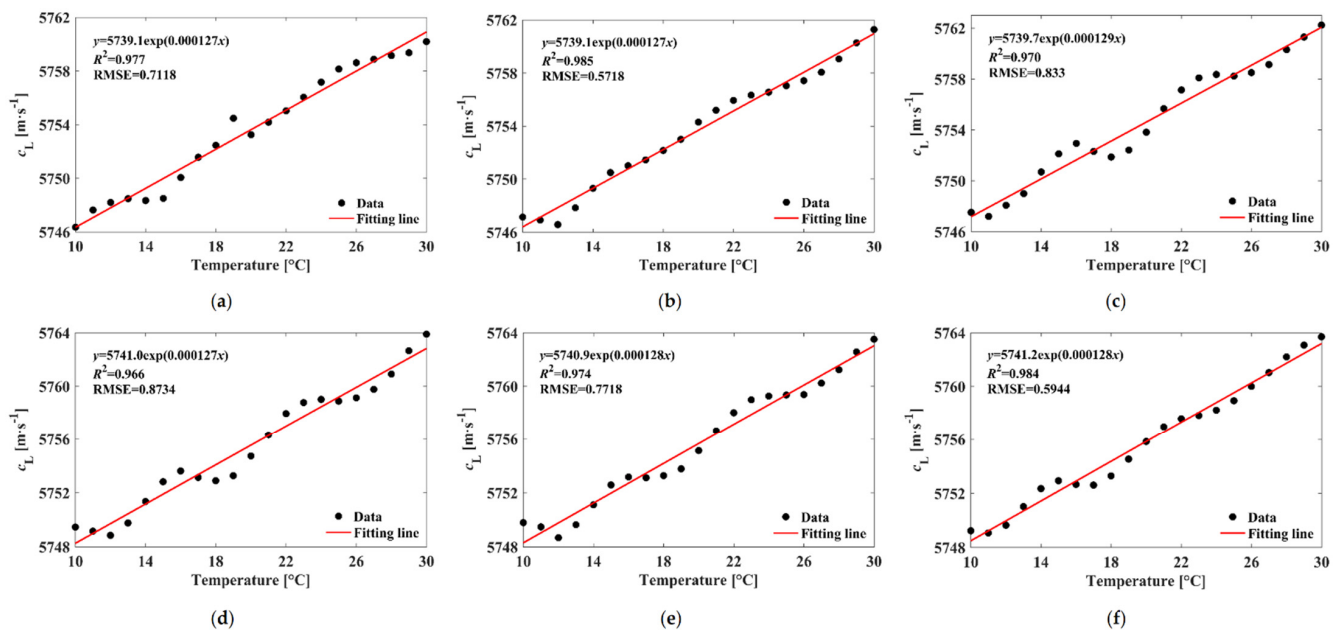 5762
5758
5754
5750
5746
y=5739.1exp(0.000127x)
R²=0.977
RMSE=0.7118
c_L [m·s⁻¹]
Data
Fitting line
10 14 18 22 26 30
Temperature [°C]
(a)
5762
5758
5754
5750
5746
y=5739.1exp(0.000127x)
R²=0.985
RMSE=0.5718
c_L [m·s⁻¹]
Data
Fitting line
10 14 18 22 26 30
Temperature [°C]
(b)
5762
5758
5754
5750
5746
y=5739.7exp(0.000129x)
R²=0.970
RMSE=0.833
c_L [m·s⁻¹]
Data
Fitting line
10 14 18 22 26 30
Temperature [°C]
(c)
5764
5760
5756
5752
5748
y=5741.0exp(0.000127x)
R²=0.966
RMSE=0.8734
c_L [m·s⁻¹]
Data
Fitting line
10 14 18 22 26 30
Temperature [°C]
(d)
5764
5760
5756
5752
5748
y=5740.9exp(0.000128x)
R²=0.974
RMSE=0.7718
c_L [m·s⁻¹]
Data
Fitting line
10 14 18 22 26 30
Temperature [°C]
(e)
5764
5760
5756
5752
5748
y=5741.2exp(0.000128x)
R²=0.984
RMSE=0.5944
c_L [m·s⁻¹]
Data
Fitting line
10 14 18 22 26 30
Temperature [°C]
(f)